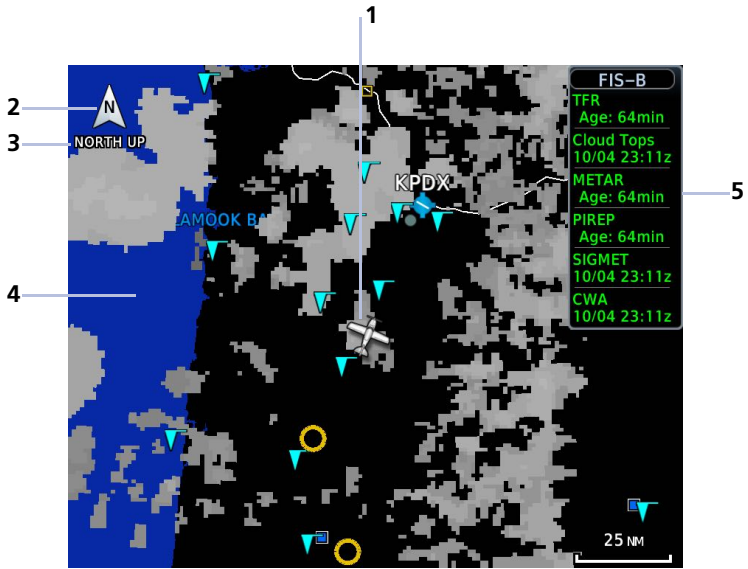 1
2
N
3
NORTH UP
KPDX
4
5
FIS-B
TFR
Age: 64min
Cloud Tops
10/04 23:11z
METAR
Age: 64min
PIREP
Age: 64min
SIGMET
10/04 23:11z
CWA
10/04 23:11z
25 NM